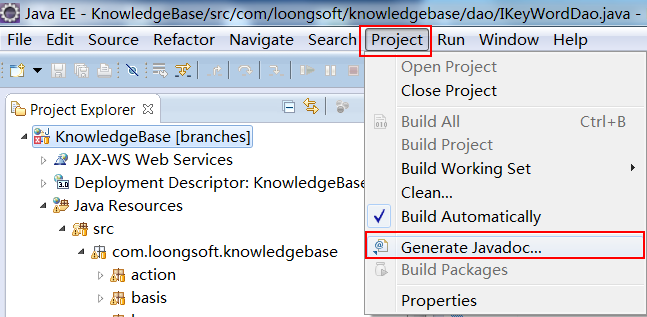 Java EE - KnowledgeBase/src/com/loongsoft/knowledgebase/dao/IKeyWordDao.java -
File Edit Source Refactor Navigate Search Project Run Window Help
Open Project
Close Project
Build All Ctrl+B
Build Project
Build Working Set
Clean...
Build Automatically
Generate Javadoc...
Build Packages
Properties
Project Explorer
KnowledgeBase [branches]
JAX-WS Web Services
3.0 Deployment Descriptor: KnowledgeBase
Java Resources
src
com.loongsoft.knowledgebase
action
basis